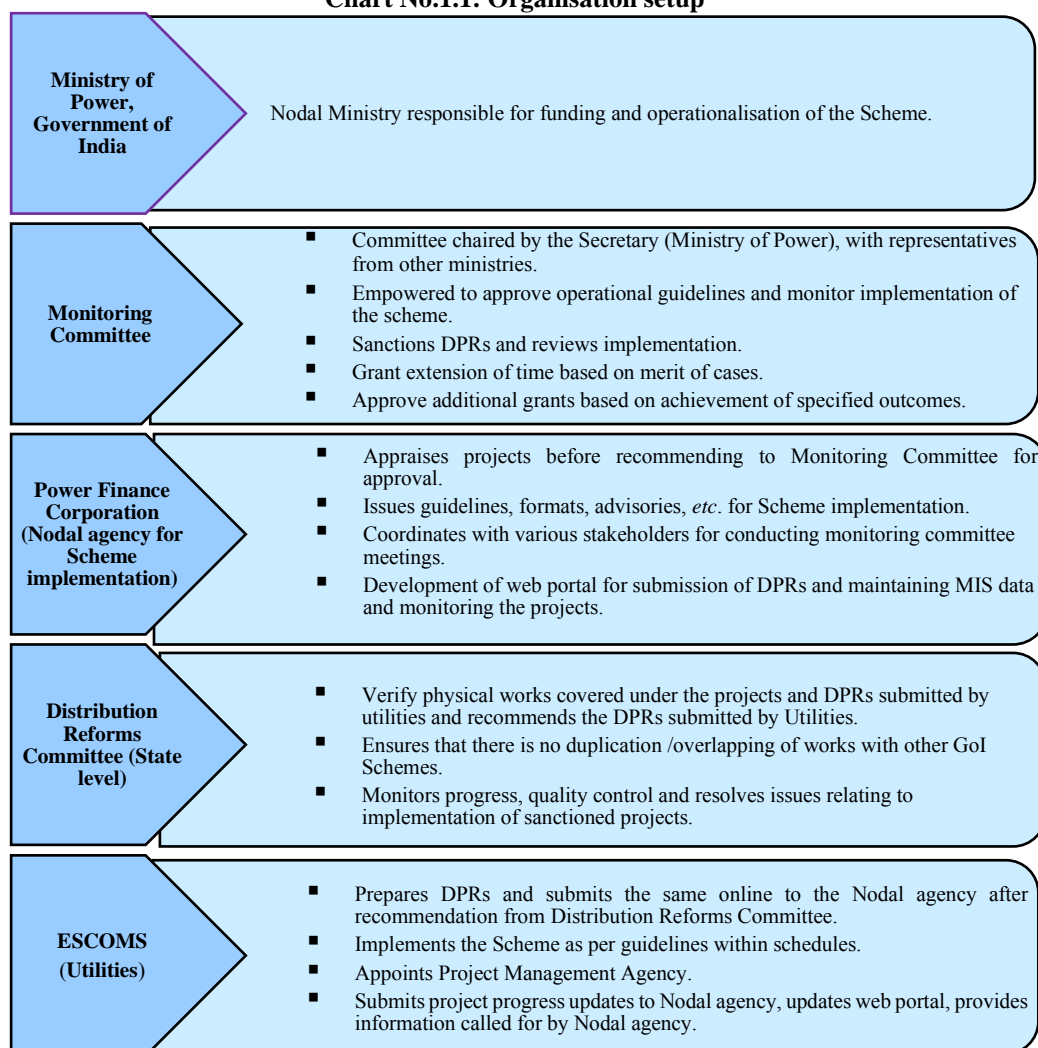 Chart No.1.1: Organisation setup
Ministry of
Power,
Government of
India
Nodal Ministry responsible for funding and operationalisation of the Scheme.
Monitoring
Committee
▪ Committee chaired by the Secretary (Ministry of Power), with representatives
from other ministries.
▪ Empowered to approve operational guidelines and monitor implementation of
the scheme.
▪ Sanctions DPRs and reviews implementation.
▪ Grant extension of time based on merit of cases.
▪ Approve additional grants based on achievement of specified outcomes.
Power Finance
Corporation
(Nodal agency for
Scheme
implementation)
▪ Appraises projects before recommending to Monitoring Committee for
approval.
▪ Issues guidelines, formats, advisories, etc. for Scheme implementation.
▪ Coordinates with various stakeholders for conducting monitoring committee
meetings.
▪ Development of web portal for submission of DPRs and maintaining MIS data
and monitoring the projects.
Distribution
Reforms
Committee (State
level)
▪ Verify physical works covered under the projects and DPRs submitted by
utilities and recommends the DPRs submitted by Utilities.
▪ Ensures that there is no duplication /overlapping of works with other GoI
Schemes.
▪ Monitors progress, quality control and resolves issues relating to
implementation of sanctioned projects.
ESCOMS
(Utilities)
▪ Prepares DPRs and submits the same online to the Nodal agency after
recommendation from Distribution Reforms Committee.
▪ Implements the Scheme as per guidelines within schedules.
▪ Appoints Project Management Agency.
▪ Submits project progress updates to Nodal agency, updates web portal, provides
information called for by Nodal agency.